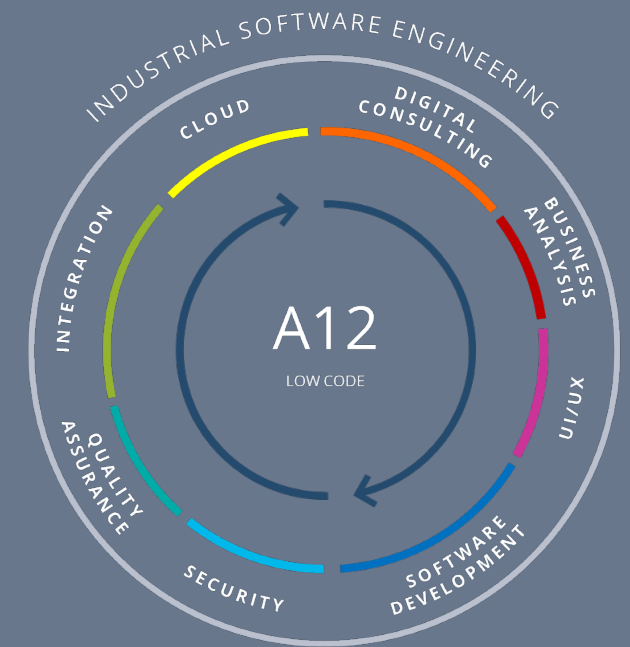 INDUSTRIAL SOFTWARE ENGINEERING
CLOUD
DIGITAL
CONSULTING
BUSINESS
ANALYSIS
UI/UX
SOFTWARE
DEVELOPMENT
SECURITY
QUALITY
ASSURANCE
INTEGRATION
A12
LOW CODE